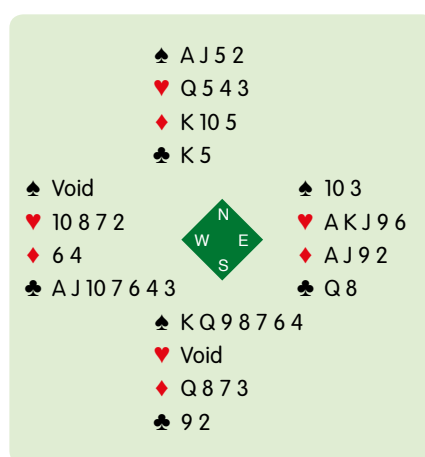 ♠ A J 5 2
♥ Q 5 4 3
♦ K 10 5
♣ K 5
♠ Void
♥ 10 8 7 2
♦ 6 4
♣ A J 10 7 6 4 3
N
W E
S
♠ 10 3
♥ A K J 9 6
♦ A J 9 2
♣ Q 8
♠ K Q 9 8 7 6 4
♥ Void
♦ Q 8 7 3
♣ 9 2